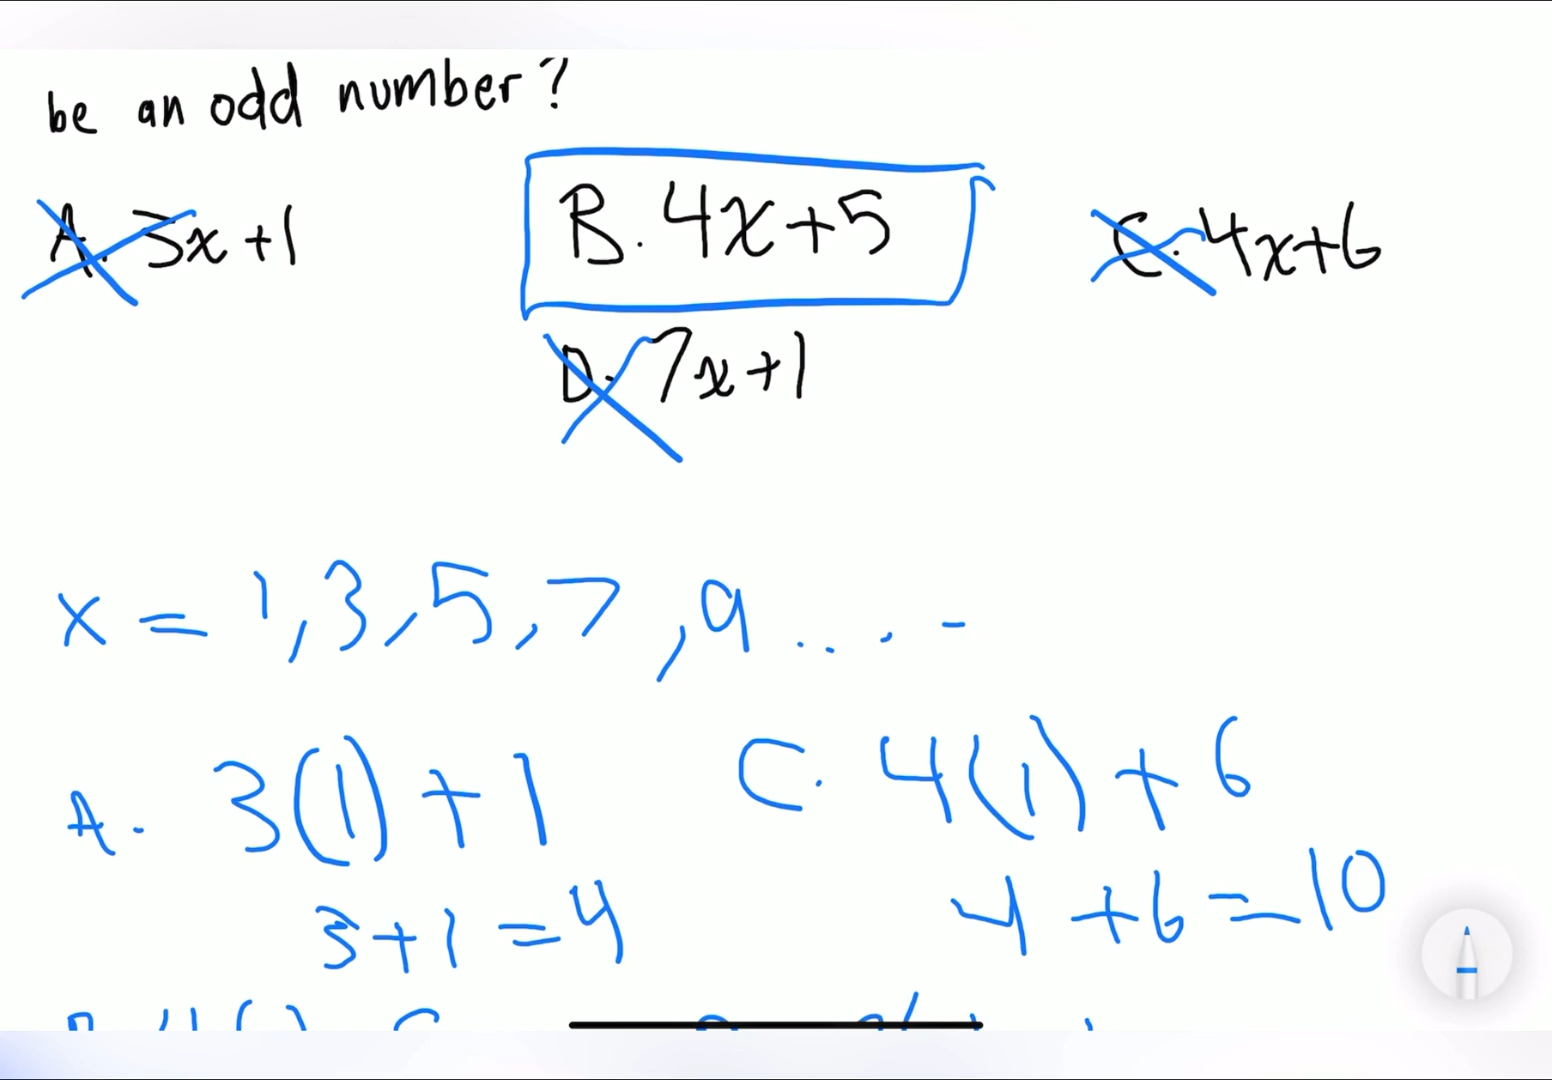 be an odd number?
A. 3x+1 B. 4x+5 C. 4x+6
D. 7x+1
x = 1,3,5,7,9....-
A. 3(1)+1 C. 4(1)+6
3+1=4 4+6=10